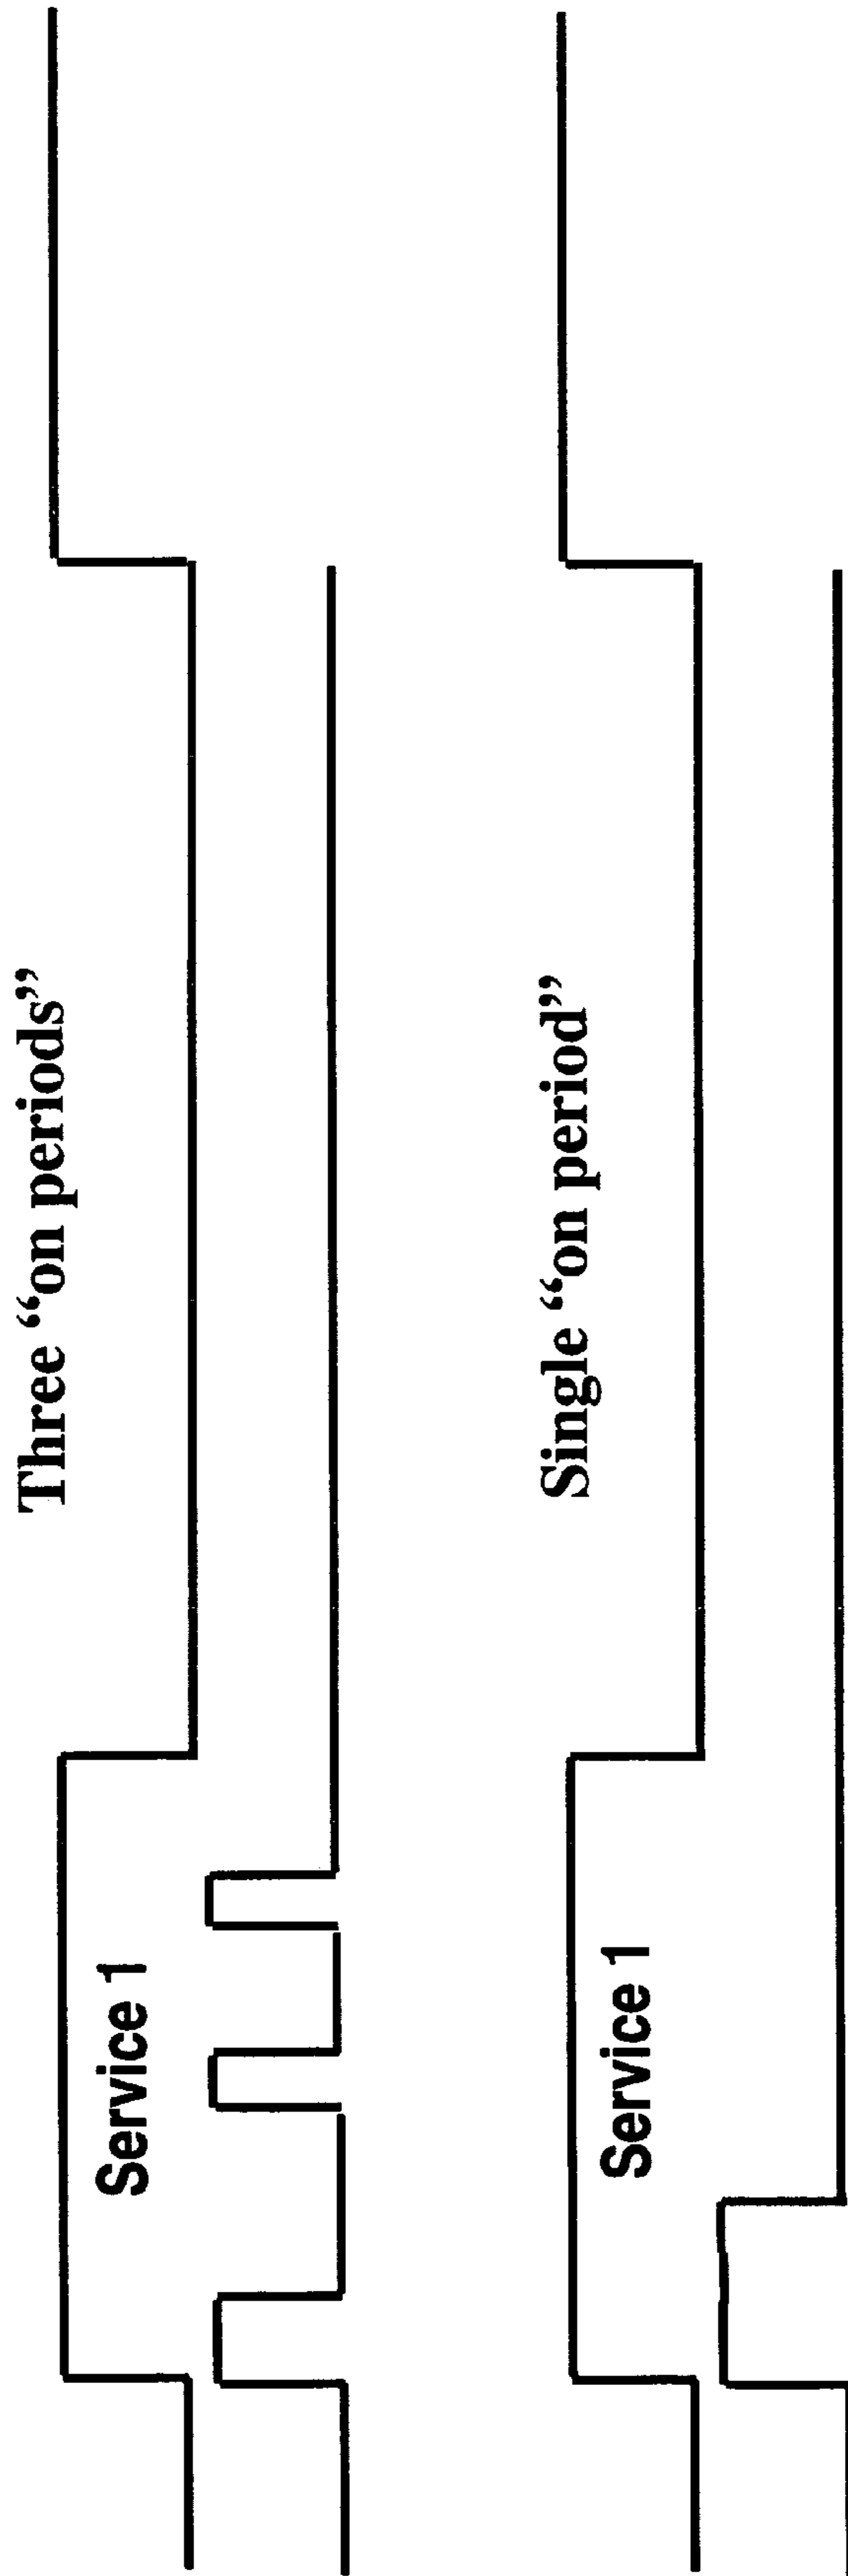 Three “on periods”
Service 1
Single “on period”
Service 1